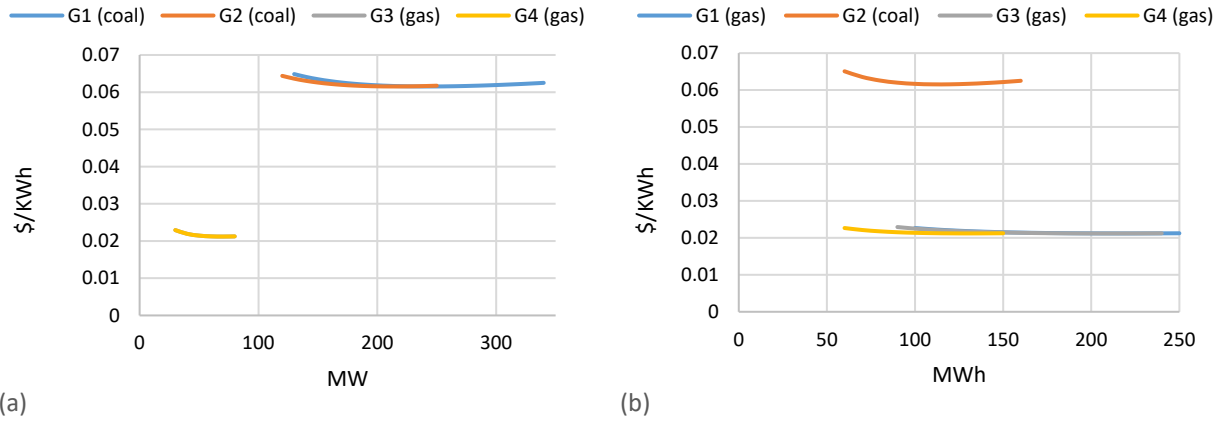 G1 (coal) G2 (coal) G3 (gas) G4 (gas)
0.07
0.06
0.05
0.04
0.03
0.02
0.01
0
0 100 200 300
$/KWh
MW
(a)
G1 (gas) G2 (coal) G3 (gas) G4 (gas)
0.07
0.06
0.05
0.04
0.03
0.02
0.01
0
0 50 100 150 200 250
$/KWh
MWh
(b)